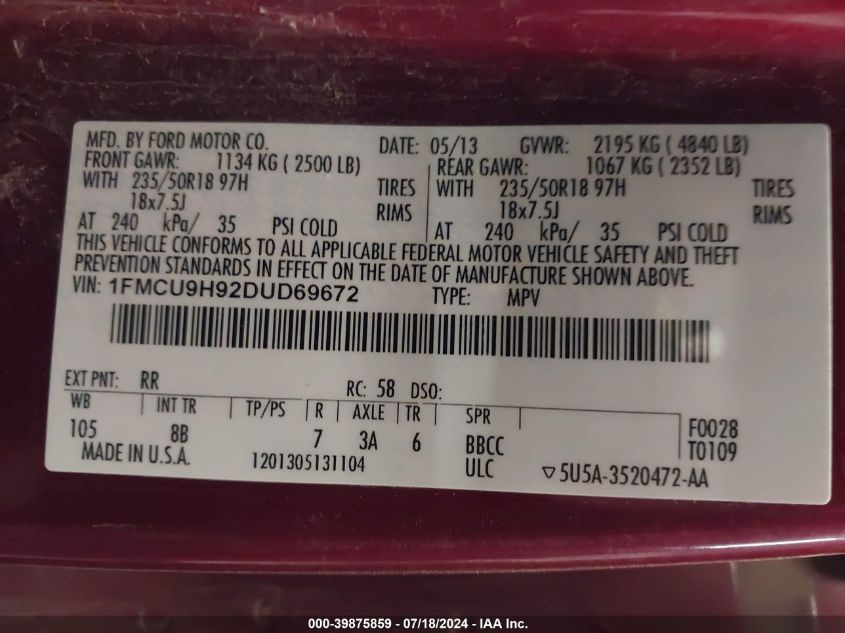 MFD. BY FORD MOTOR CO. DATE: 05/13 GVWR: 2195 KG ( 4840 LB)
FRONT GAWR: 1134 KG ( 2500 LB) REAR GAWR: 1067 KG ( 2352 LB)
WITH 235/50R18 97H TIRES WITH 235/50R18 97H TIRES
18x7.5J RIMS 18x7.5J RIMS
AT 240 kPa/ 35 PSI COLD AT 240 kPa/ 35 PSI COLD
THIS VEHICLE CONFORMS TO ALL APPLICABLE FEDERAL MOTOR VEHICLE SAFETY AND THEFT
PREVENTION STANDARDS IN EFFECT ON THE DATE OF MANUFACTURE SHOWN ABOVE.
VIN: 1FMCU9H92DUD69672 TYPE: MPV
EXT PNT: RR RC: 58 DSO:
WB INT TR TP/PS R AXLE TR SPR F0028
105 8B 7 3A 6 BBCC T0109
MADE IN U.S.A. 1201305131104 ULC ▽5U5A-3520472-AA
000-39875859 - 07/18/2024 - IAA Inc.